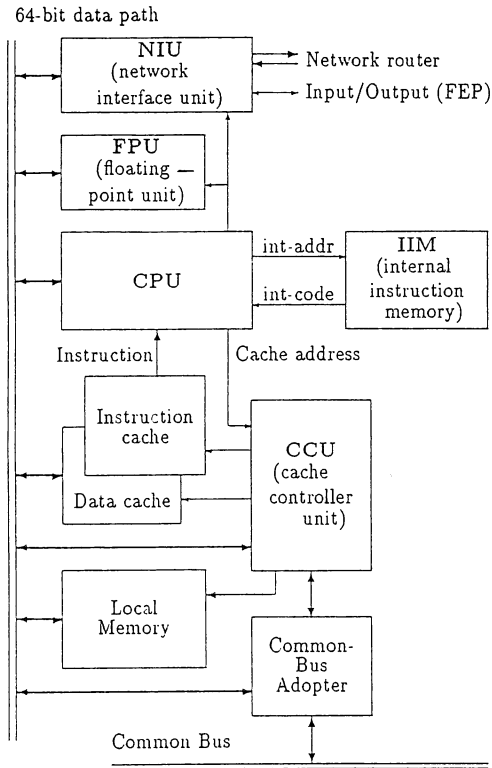 64-bit data path
NIU
(network
interface unit)
Network router
Input/Output (FEP)
FPU
(floating —
point unit)
CPU
int-addr
int-code
IIM
(internal
instruction
memory)
Instruction
Cache address
Instruction
cache
Data cache
CCU
(cache
controller
unit)
Local
Memory
Common-
Bus
Adopter
Common Bus